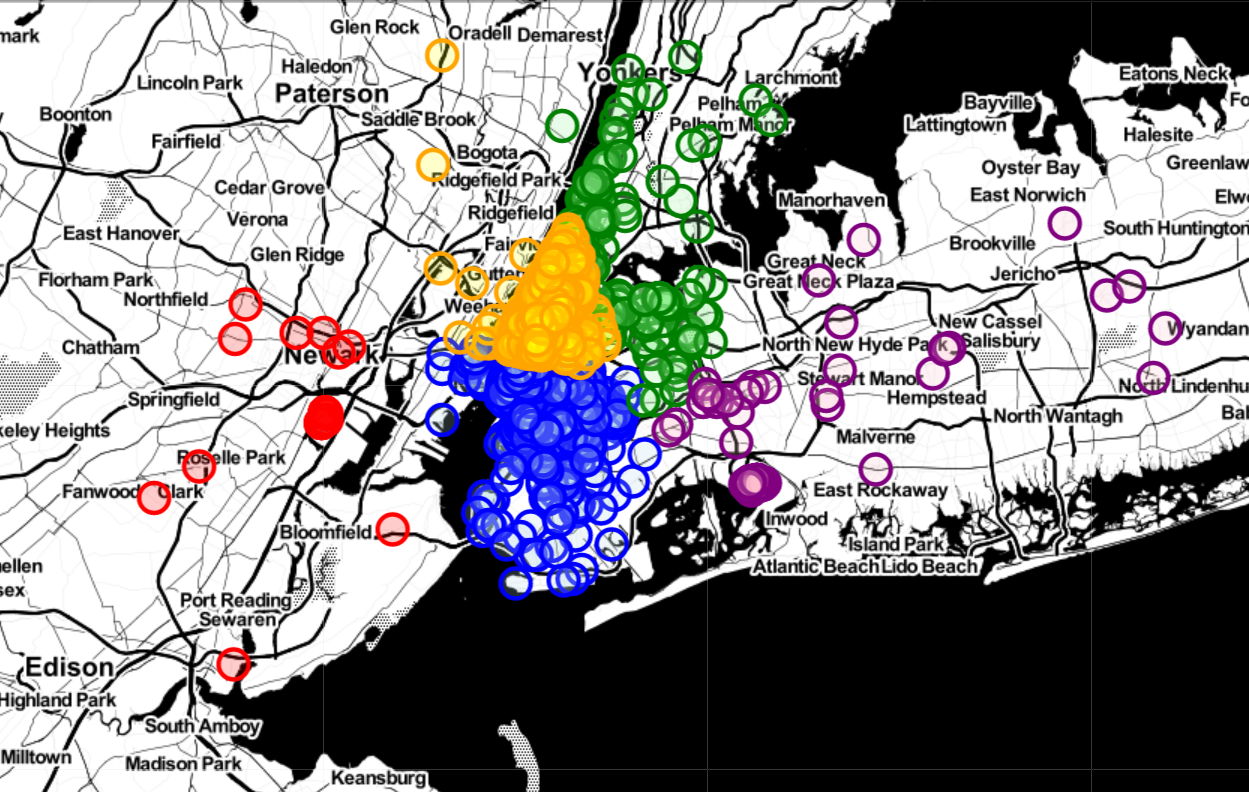 Glen Rock
Oradell Demarest
mark
Haledon
Lincoln Park
Paterson
Yonkers
Larchmont
Eatons Neck
Bayville
Pelham
Boonton
Saddle Brook
Pelham Manor
Lattingtown
Halesite
Fairfield
Bogota
Greenlaw
Oyster Bay
Ridgefield Park
Cedar Grove
East Norwich
Manorhaven
Ridgefield
Verona
East Hanover
South Huntington
Brookville
Glen Ridge
Great Neck
Jericho
Florham Park
Great Neck Plaza
Northfield
New Cassel
Salisbury
Wyandan
Chatham
Newark
North New Hyde Park
Stewart Manor
North Lindenhu
Springfield
Hempstead
North Wantagh
Bal
keley Heights
Malverne
Roselle Park
Fanwood
Clark
East Rockaway
Inwood
Bloomfield
Island Park
Atlantic Beach
Lido Beach
Port Reading
Sewaren
Edison
Highland Park
South Amboy
Milltown
Madison Park
Keansburg